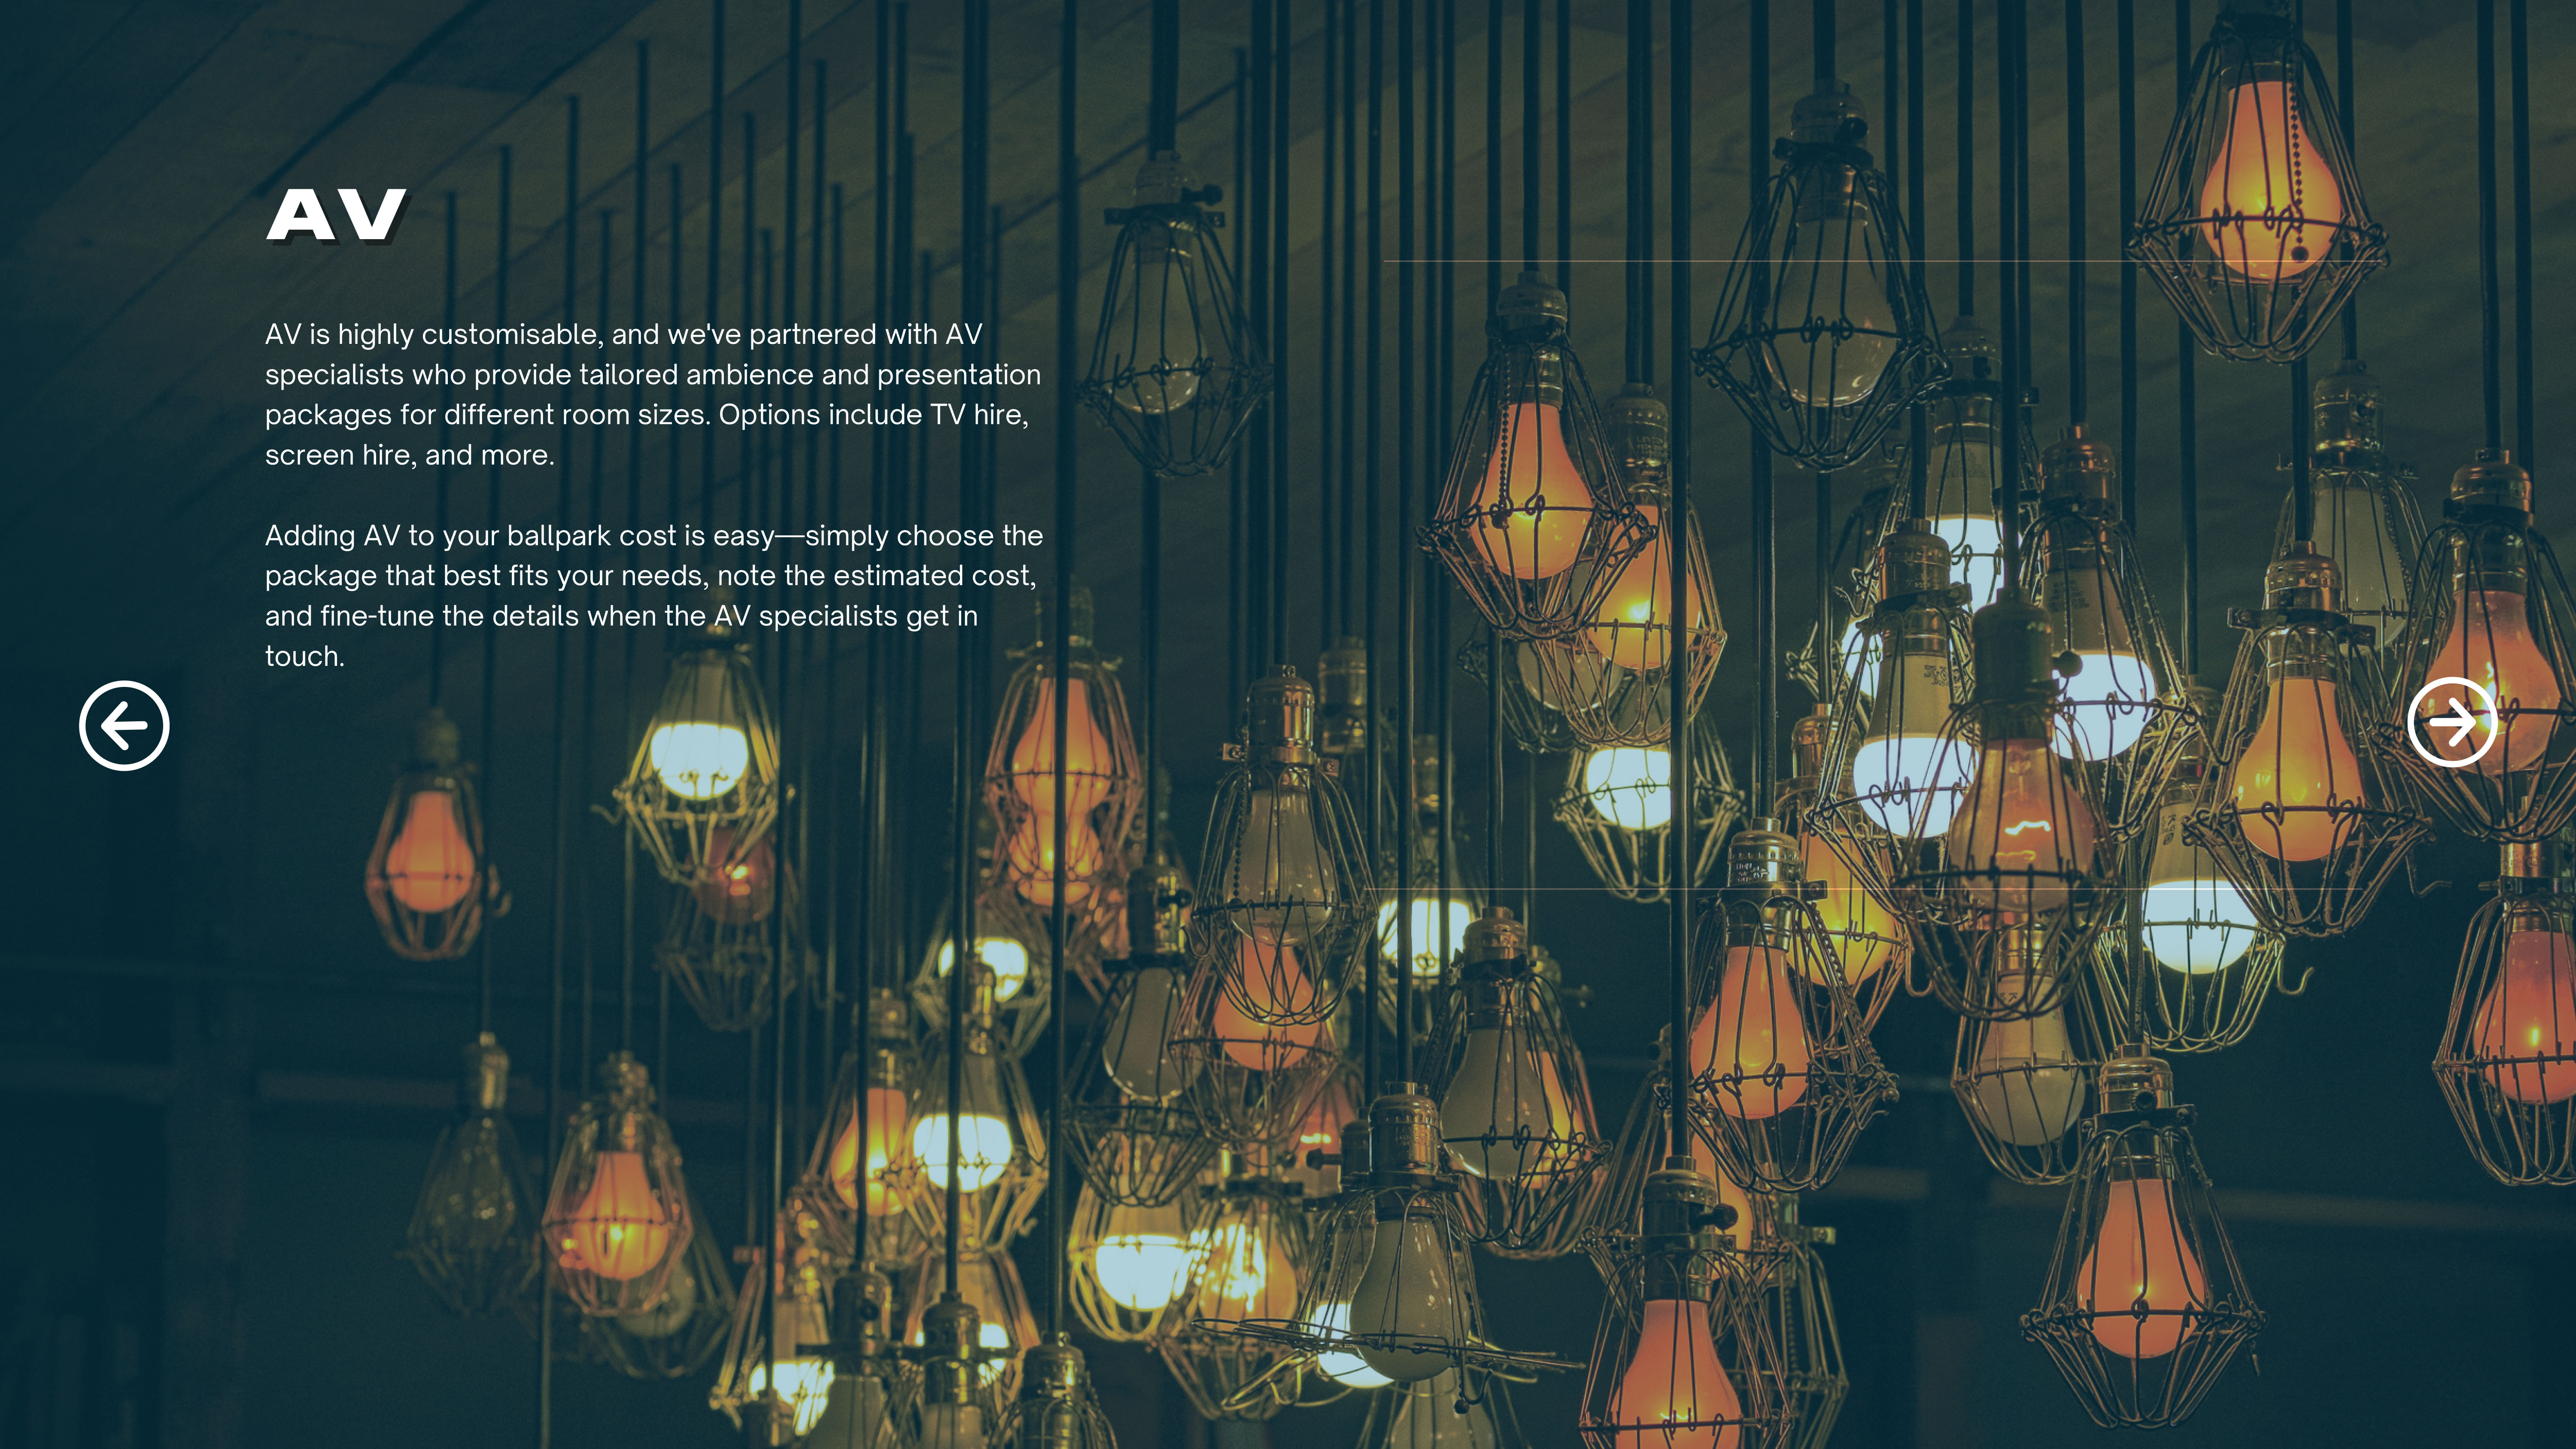 AV
AV is highly customisable, and we've partnered with AV
specialists who provide tailored ambience and presentation
packages for different room sizes. Options include TV hire,
screen hire, and more.
Adding AV to your ballpark cost is easy—simply choose the
package that best fits your needs, note the estimated cost,
and fine-tune the details when the AV specialists get in
touch.